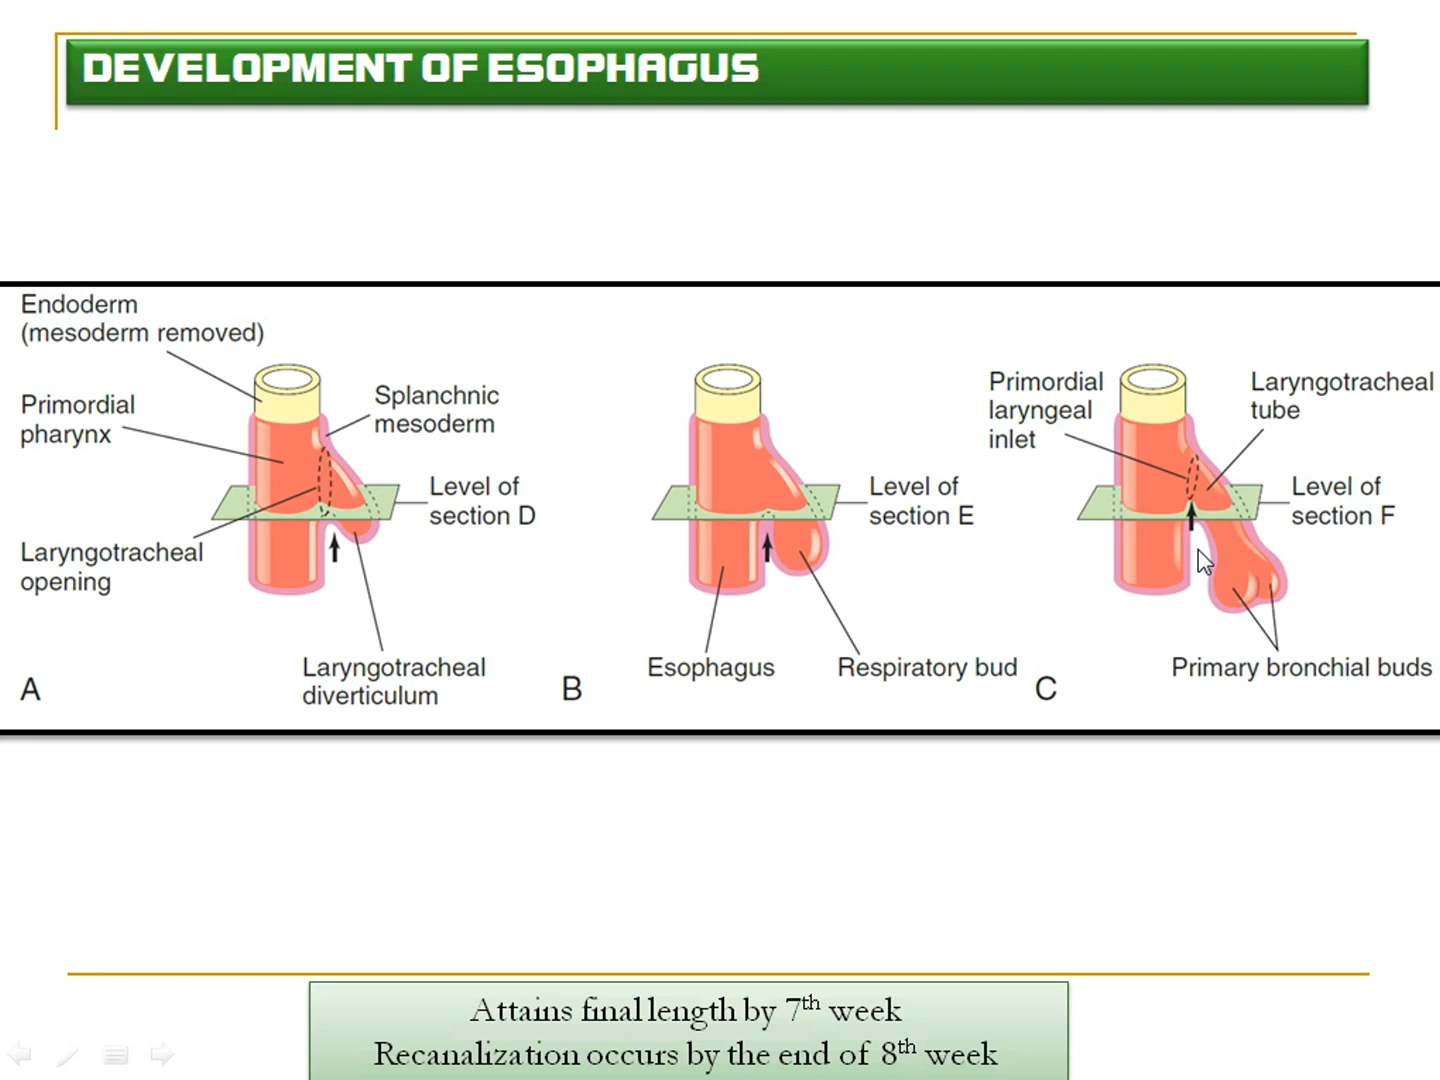 DEVELOPMENT OF ESOPHAGUS
Endoderm
(mesoderm removed)
Primordial
pharynx
Splanchnic
mesoderm
Level of
section D
Laryngotracheal
opening
Laryngotracheal
diverticulum
A
Level of
section E
Esophagus
Respiratory bud
B
Primordial
laryngeal
inlet
Laryngotracheal
tube
Level of
section F
Primary bronchial buds
C
Attains final length by 7th week
Recanalization occurs by the end of 8th week